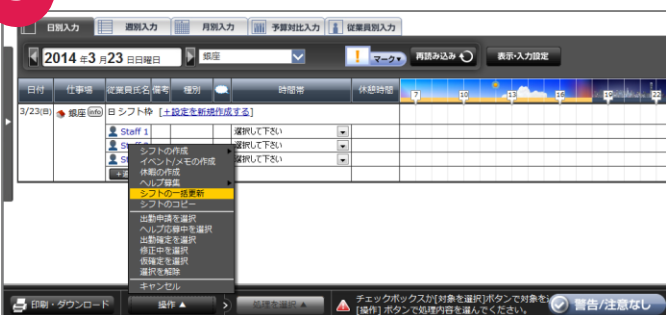 日別入力 週別入力 月別入力 予算対比入力 従業員別入力
2014 年3 月23 日日曜日 銀座 ! マーク▼ 再読み込み 表示・入力設定
日付 仕事場 従業員氏名 備考 種別 時間帯 休憩時間 7 10 13 16 19 22
3/23(日) 銀座 info 日 シフト枠 [+設定を新規作成する]
Staff 1 選択して下さい
選択して下さい
選択して下さい
シフトの作成
イベント/メモの作成
休暇の作成
ヘルプ募集
シフトの一括更新
シフトのコピー
出勤申請を選択
ヘルプ応募中を選択
出勤確定を選択
修正中を選択
仮確定を選択
選択を解除
キャンセル
印刷・ダウンロード 操作 ▲ 処理を選択 ▲ チェックボックスか[対象を選択]ボタンで対象を
[操作] ボタンで処理内容を選んでください。
警告/注意なし